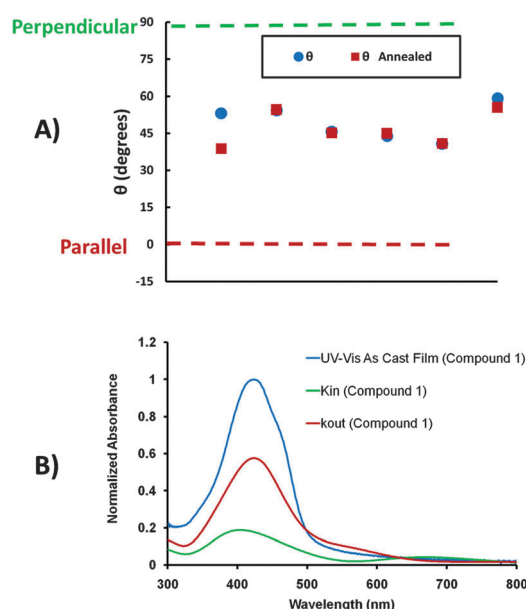 90
Perpendicular
75
θ
θ Annealed
60
A)
θ (degrees)
45
30
15
Parallel
0
-15
1.2
UV-Vis As Cast Film (Compound 1)
1
Kin (Compound 1)
0.8
kout (Compound 1)
B)
Normalized Absorbance
0.6
0.4
0.2
0
300 400 500 600 700 800
Wavelength (nm)